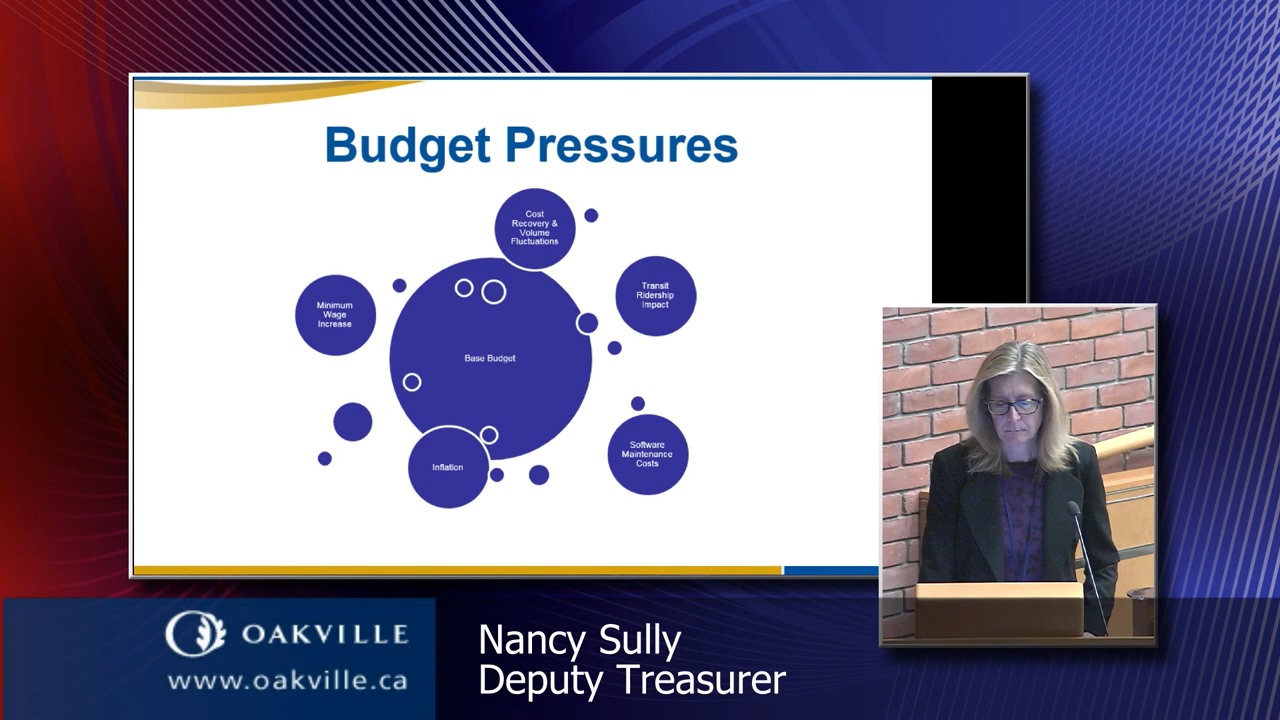 Budget Pressures
Cost
Recovery &
Volume
Fluctuations
Transit
Ridership
Impact
Minimum
Wage
Increase
Base Budget
Software
Maintenance
Costs
Inflation
OAKVILLE
www.oakville.ca
Nancy Sully
Deputy Treasurer